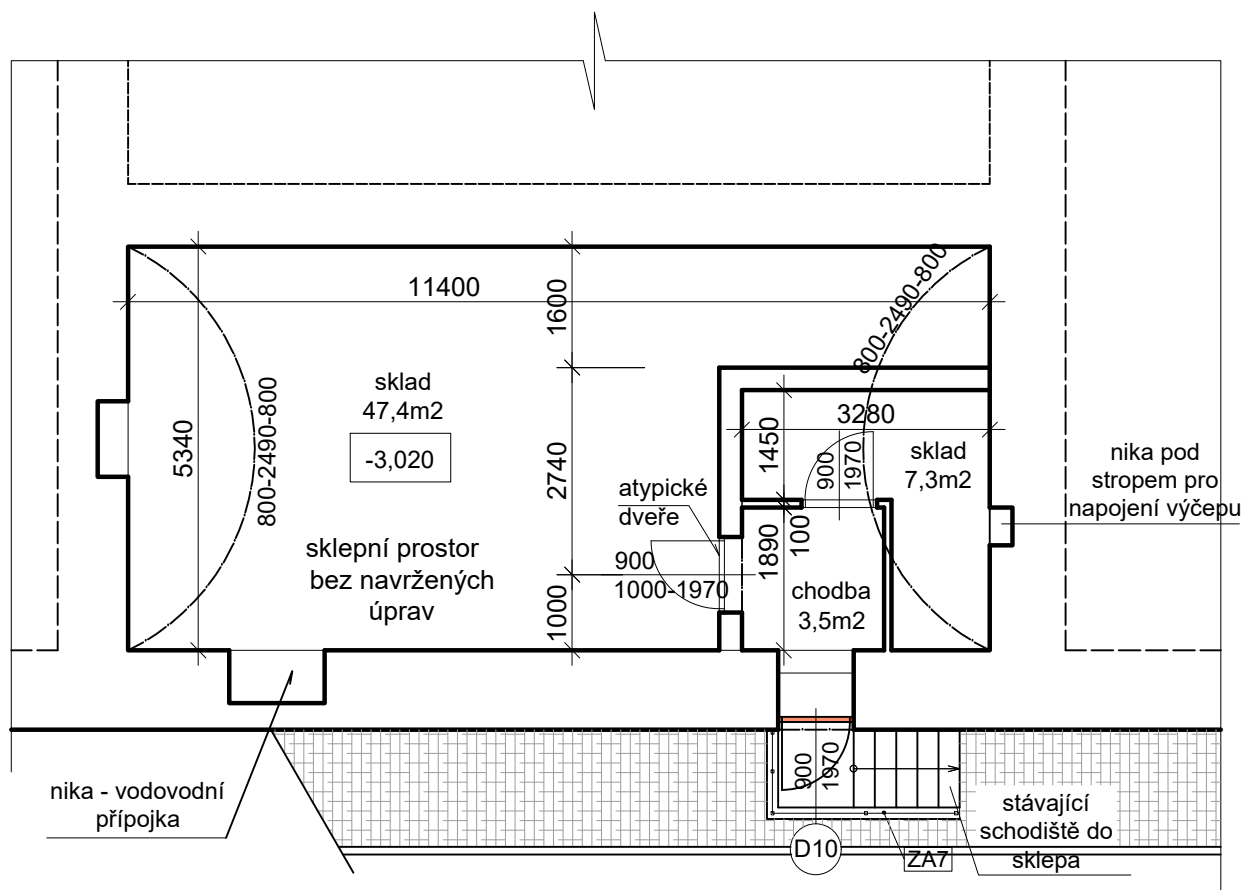 11400
1600
800-2490-800
sklad
47,4m2
-3,020
5340
800-2490-800
2740
3280
1450
sklad
7,3m2
900
1970
nika pod
stropem pro
napojení výčepu
atypické
dveře
sklepní prostor
bez navržených
úprav
900
1000-1970
1000
1890
100
chodba
3,5m2
nika - vodovodní
přípojka
900
1970
stávající
schodiště do
sklepa
D10
ZA7